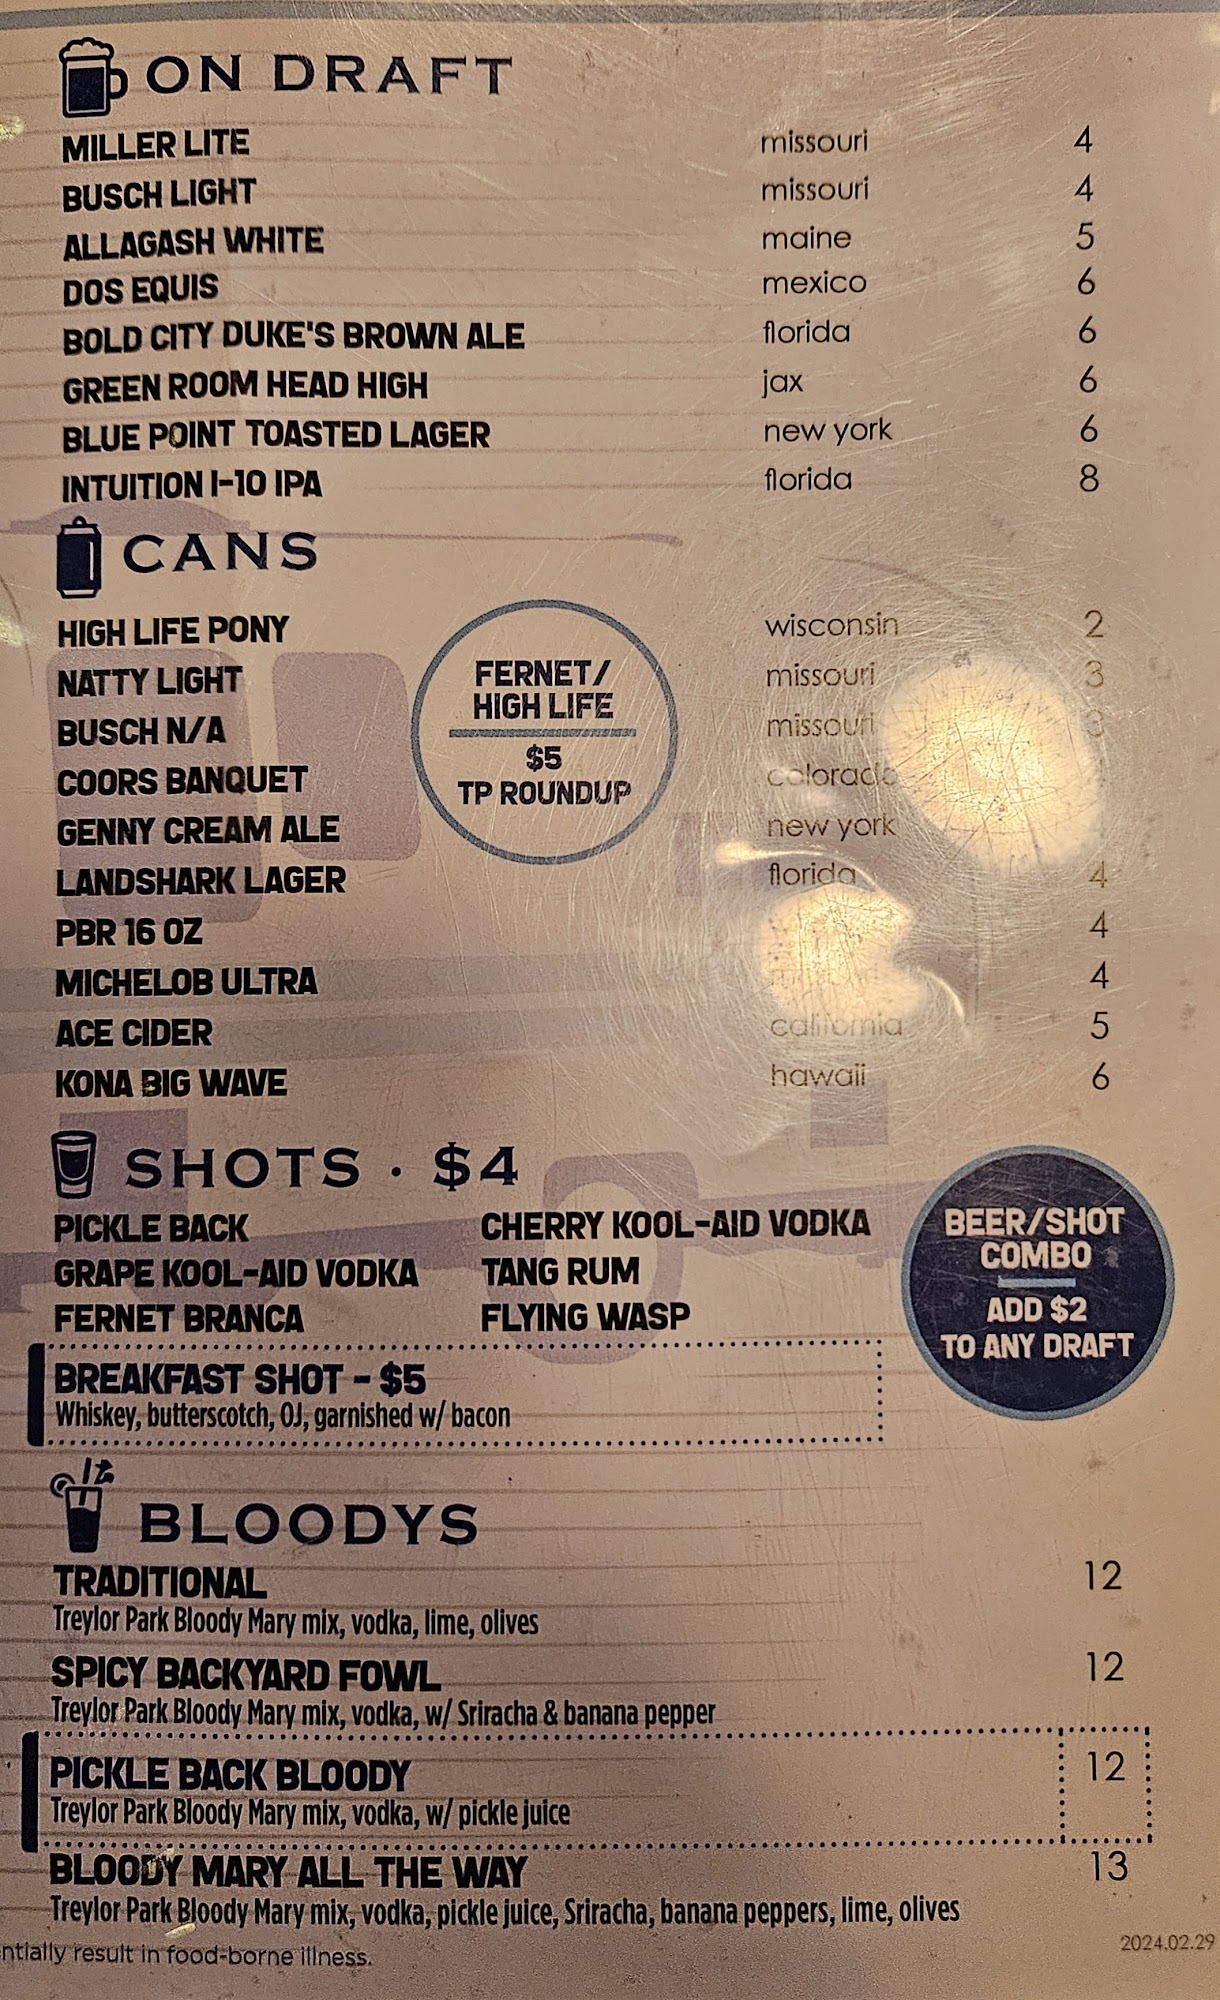 ON DRAFT
MILLER LITE missouri 4
BUSCH LIGHT missouri 4
ALLAGASH WHITE maine 5
DOS EQUIS mexico 6
BOLD CITY DUKE'S BROWN ALE florida 6
GREEN ROOM HEAD HIGH jax 6
BLUE POINT TOASTED LAGER new york 6
INTUITION I-10 IPA florida 8
CANS
HIGH LIFE PONY wisconsin 2
NATTY LIGHT missouri 3
BUSCH N/A missouri 3
COORS BANQUET colorado
GENNY CREAM ALE new york
LANDSHARK LAGER florida 4
PBR 16 OZ 4
MICHELOB ULTRA 4
ACE CIDER california 5
KONA BIG WAVE hawaii 6
FERNET/
HIGH LIFE
$5
TP ROUNDUP
SHOTS · $4
PICKLE BACK CHERRY KOOL-AID VODKA
GRAPE KOOL-AID VODKA TANG RUM
FERNET BRANCA FLYING WASP
BREAKFAST SHOT - $5
Whiskey, butterscotch, OJ, garnished w/ bacon
BEER/SHOT
COMBO
ADD $2
TO ANY DRAFT
BLOODYS
TRADITIONAL 12
Treylor Park Bloody Mary mix, vodka, lime, olives
SPICY BACKYARD FOWL 12
Treylor Park Bloody Mary mix, vodka, w/ Sriracha & banana pepper
PICKLE BACK BLOODY 12
Treylor Park Bloody Mary mix, vodka, w/ pickle juice
BLOODY MARY ALL THE WAY 13
Treylor Park Bloody Mary mix, vodka, pickle juice, Sriracha, banana peppers, lime, olives
ntially result in food-borne illness. 2024.02.29